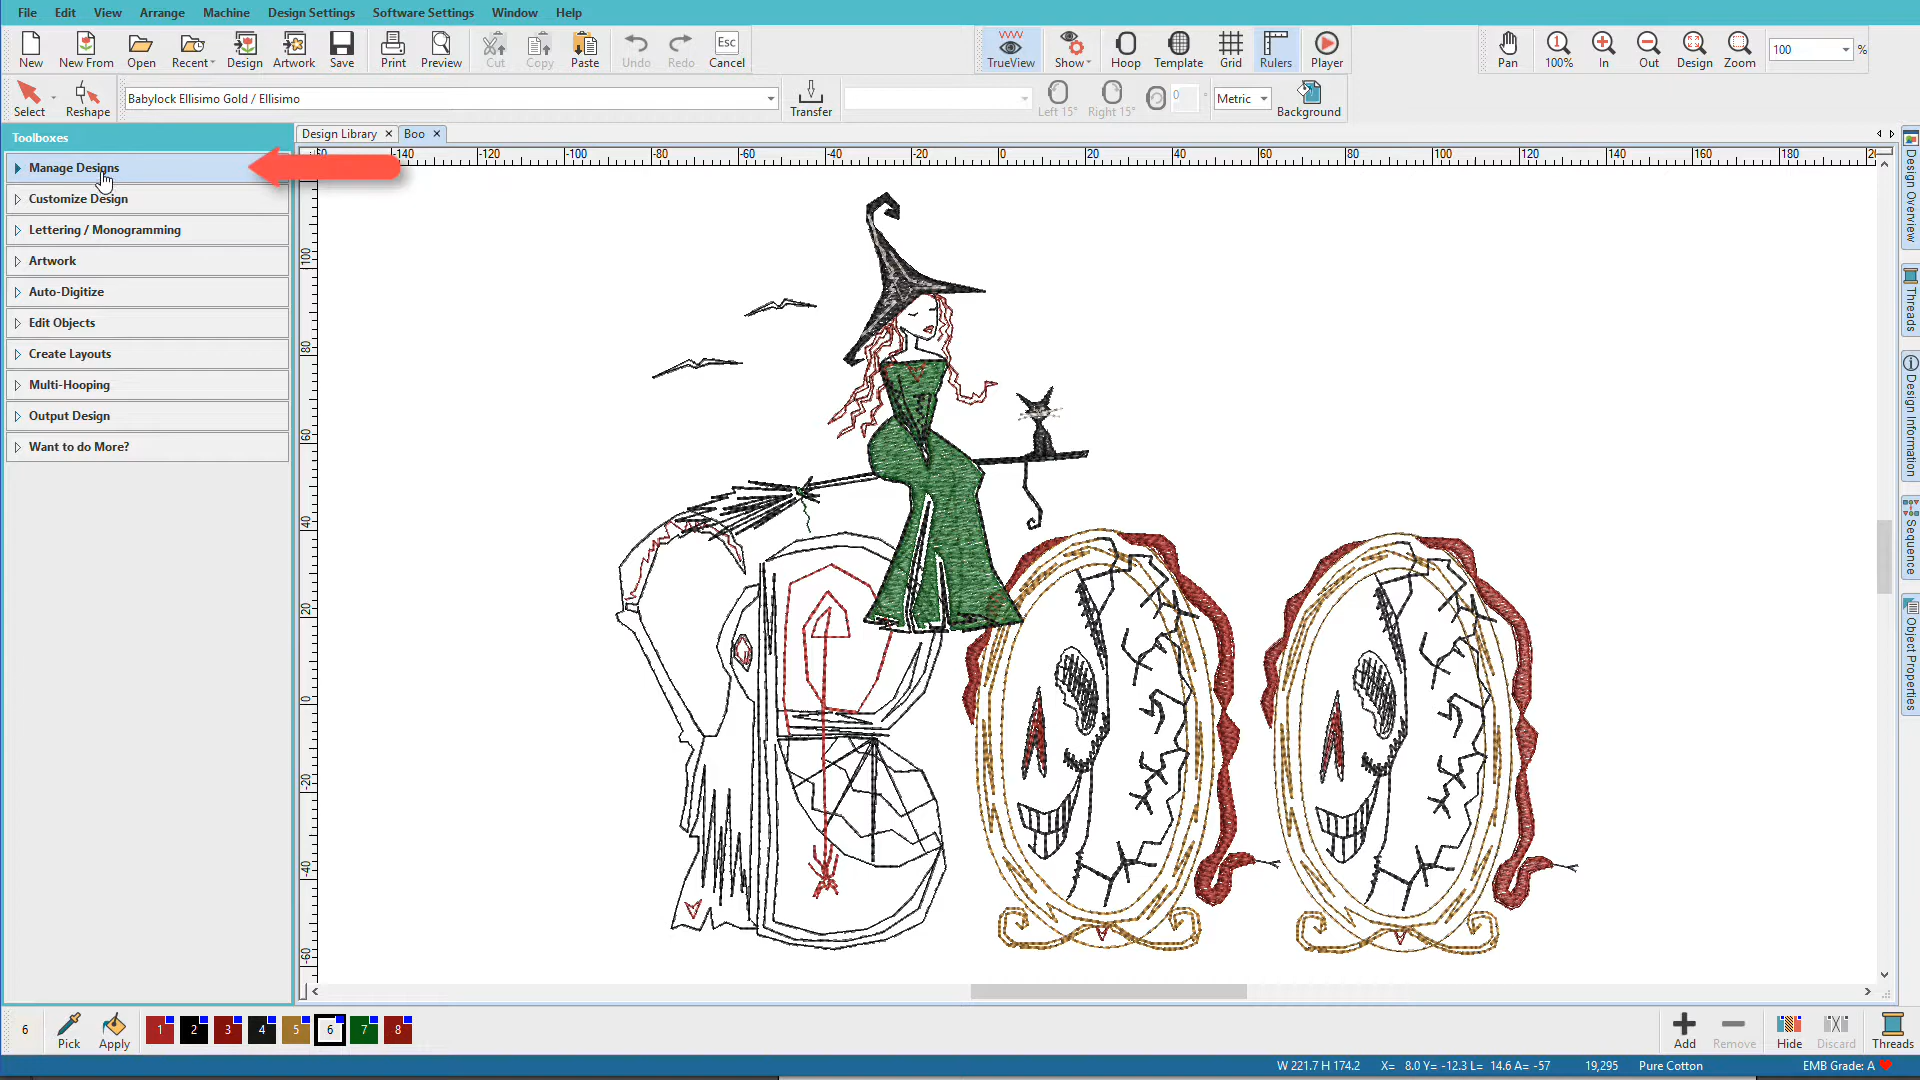 File Edit View Arrange Machine Design Settings Software Settings Window Help
New New From Open Recent Design Artwork Save Print Preview Cut Copy Paste Undo Redo Esc Cancel TrueView Show Hoop Template Grid Rulers Player Pan 1 100% In Out Design Zoom 100 %
Select Reshape Babylock Ellisimo Gold / Ellisimo Transfer Left 15° Right 15° 0 ° Metric Background
Toolboxes
Design Library Boo
-140 -120 -100 -80 -60 -40 -20 0 20 40 60 80 100 120 140 160 180
Manage Designs
Customize Design
Lettering / Monogramming
Artwork
Auto-Digitize
Edit Objects
Create Layouts
Multi-Hooping
Output Design
Want to do More?
100
80
60
40
20
0
-20
-40
-60
Design Overview
Threads
Design Information
Sequence
Object Properties
6 Pick Apply 1 2 3 4 5 6 7 8 Add Remove Hide Discard Threads
W 221.7 H 174.2 X= 8.0 Y= -12.3 L= 14.6 A= -57 19,295 Pure Cotton EMB Grade: A